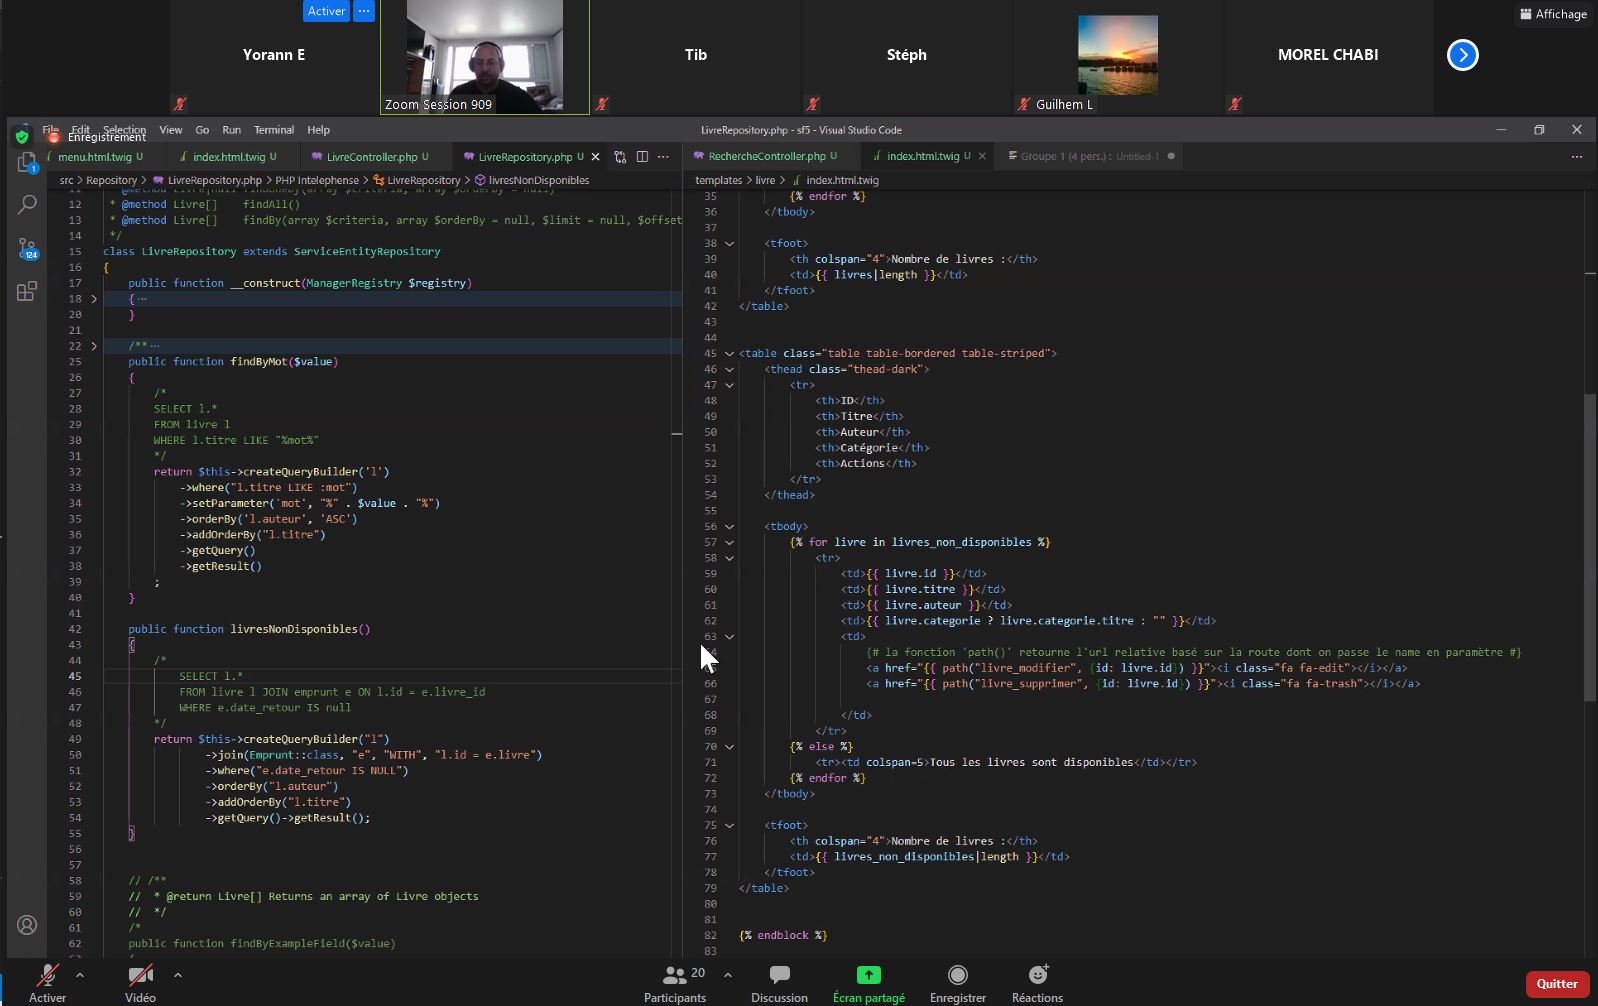 Activer ...
Affichage
Yorann E
Zoom Session 909
Tib
Stéph
Guilhem L
MOREL CHABI
File Edit Selection View Go Run Terminal Help
Enregistrement
LivreRepository.php - sf5 - Visual Studio Code
menu.html.twig U index.html.twig U LivreController.php U LivreRepository.php U
src > Repository > LivreRepository.php > PHP Intelephense > LivreRepository > livresNonDisponibles
12 * @method Livre[] findAll()
13 * @method Livre[] findBy(array $criteria, array $orderBy = null, $limit = null, $offset
14 */
15 class LivreRepository extends ServiceEntityRepository
16 {
17 public function __construct(ManagerRegistry $registry)
18 { ...
20 }
21
22 /** ...
25 public function findByMot($value)
26 {
27 /*
28 SELECT l.*
29 FROM livre l
30 WHERE l.titre LIKE "%mot%"
31 */
32 return $this->createQueryBuilder('l')
33 ->where("l.titre LIKE :mot")
34 ->setParameter('mot', "%" . $value . "%")
35 ->orderBy('l.auteur', 'ASC')
36 ->addOrderBy("l.titre")
37 ->getQuery()
38 ->getResult()
39 ;
40 }
41
42 public function livresNonDisponibles()
43 {
44 /*
45 SELECT l.*
46 FROM livre l JOIN emprunt e ON l.id = e.livre_id
47 WHERE e.date_retour IS null
48 */
49 return $this->createQueryBuilder("l")
50 ->join(Emprunt::class, "e", "WITH", "l.id = e.livre")
51 ->where("e.date_retour IS NULL")
52 ->orderBy("l.auteur")
53 ->addOrderBy("l.titre")
54 ->getQuery()->getResult();
55 }
56
57
58 // /**
59 // * @return Livre[] Returns an array of Livre objects
60 // */
61 /*
62 public function findByExampleField($value)
RechercheController.php U index.html.twig U Groupe 1 (4 pers.) : Untitled-1
templates > livre > index.html.twig
35 {% endfor %}
36 </tbody>
37
38 <tfoot>
39 <th colspan="4">Nombre de livres :</th>
40 <td>{{ livres|length }}</td>
41 </tfoot>
42 </table>
43
44
45 <table class="table table-bordered table-striped">
46 <thead class="thead-dark">
47 <tr>
48 <th>ID</th>
49 <th>Titre</th>
50 <th>Auteur</th>
51 <th>Catégorie</th>
52 <th>Actions</th>
53 </tr>
54 </thead>
55
56 <tbody>
57 {% for livre in livres_non_disponibles %}
58 <tr>
59 <td>{{ livre.id }}</td>
60 <td>{{ livre.titre }}</td>
61 <td>{{ livre.auteur }}</td>
62 <td>{{ livre.categorie ? livre.categorie.titre : "" }}</td>
63 <td>
{# la fonction 'path()' retourne l'url relative basé sur la route dont on passe le name en paramètre #}
<a href="{{ path("livre_modifier", {id: livre.id}) }}"><i class="fa fa-edit"></i></a>
66 <a href="{{ path("livre_supprimer", {id: livre.id}) }}"><i class="fa fa-trash"></i></a>
67
68 </td>
69 </tr>
70 {% else %}
71 <tr><td colspan=5>Tous les livres sont disponibles</td></tr>
72 {% endfor %}
73 </tbody>
74
75 <tfoot>
76 <th colspan="4">Nombre de livres :</th>
77 <td>{{ livres_non_disponibles|length }}</td>
78 </tfoot>
79 </table>
80
81
82 {% endblock %}
83
1
124
Activer
Vidéo
Participants 20
Discussion
Écran partagé
Enregistrer
Réactions
Quitter